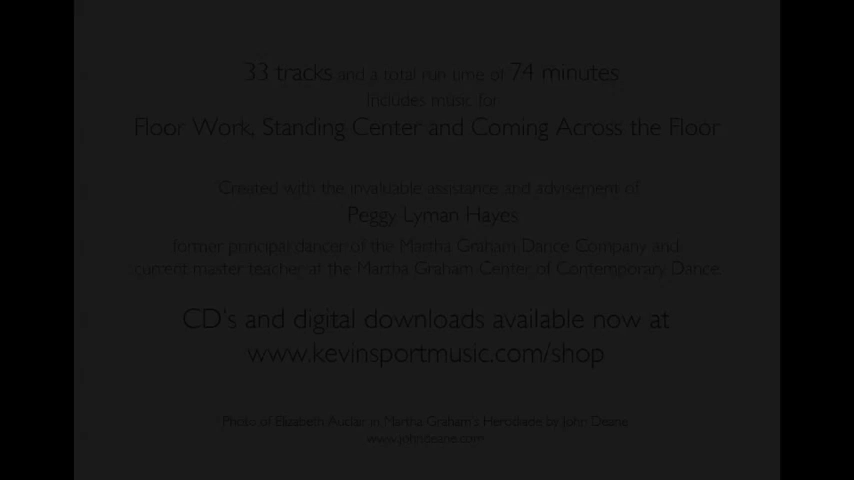 33 tracks and a total run time of 74 minutes
Includes music for
Floor Work, Standing Center and Coming Across the Floor
Created with the invaluable assistance and advisement of
Peggy Lyman Hayes
former principal dancer of the Martha Graham Dance Company and
current master teacher at the Martha Graham Center of Contemporary Dance
CD's and digital downloads available now at
www.kevinsportmusic.com/shop
Photo of Elizabeth Auclair in Martha Graham's Herodiade by John Deane
www.johndeane.com